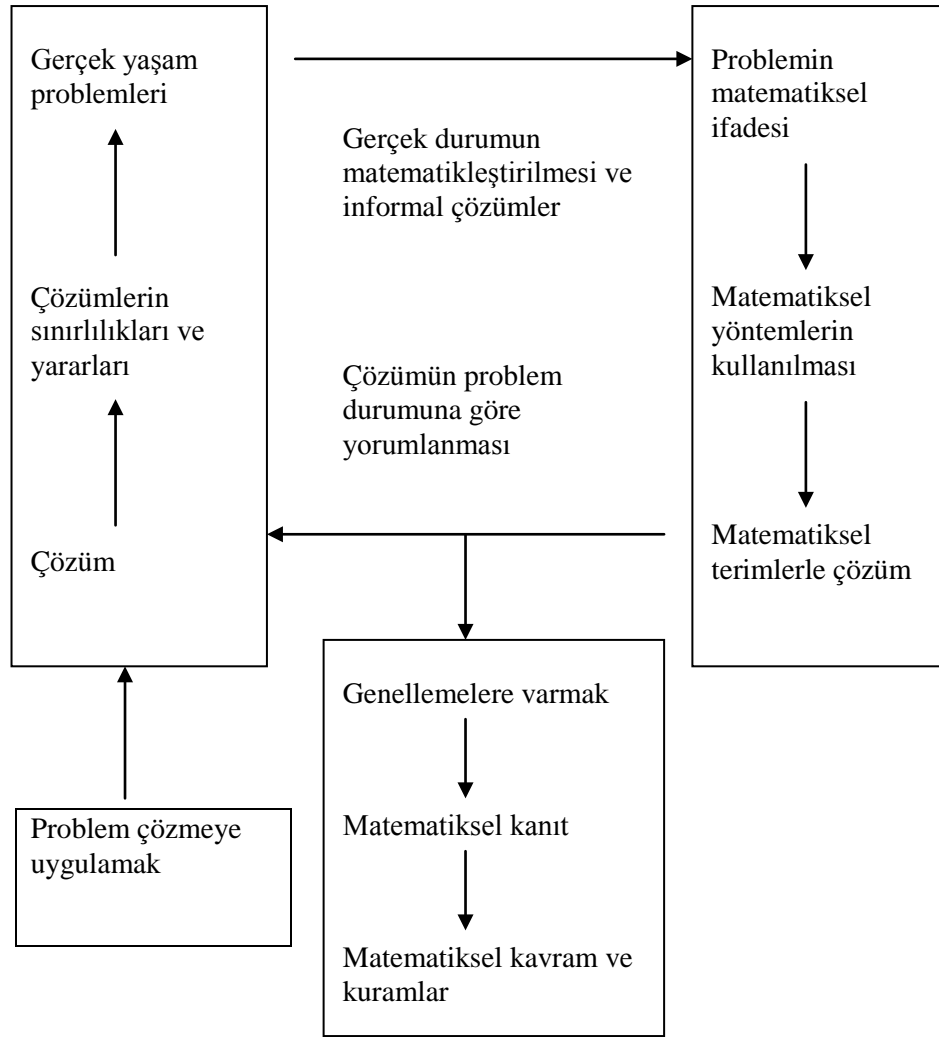 Gerçek yaşam
problemleri
Problemin
matematiksel
ifadesi
Gerçek durumun
matematikleştirilmesi ve
informal çözümler
Çözümlerin
sınırlılıkları ve
yararları
Matematiksel
yöntemlerin
kullanılması
Çözümün problem
durumuna göre
yorumlanması
Çözüm
Matematiksel
terimlerle çözüm
Genellemelere varmak
Problem çözmeye
uygulamak
Matematiksel kanıt
Matematiksel kavram ve
kuramlar